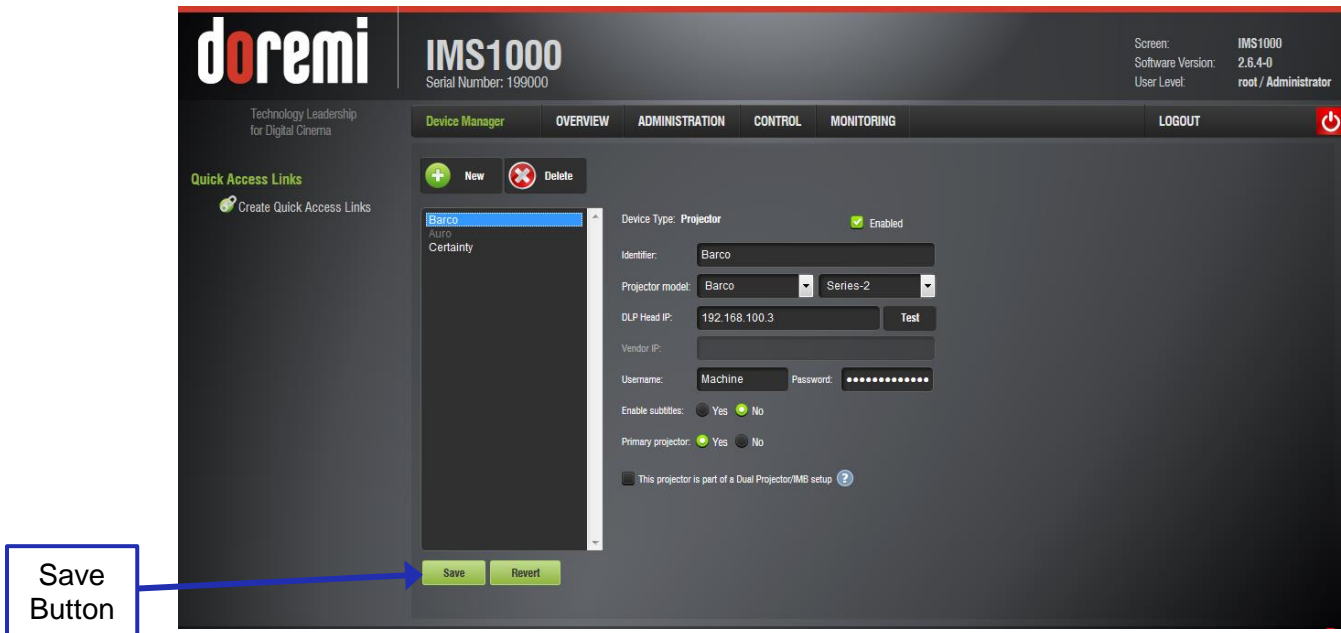 doremi
IMS1000
Serial Number: 199000
Screen: IMS1000
Software Version: 2.6.4-0
User Level: root / Administrator
Technology Leadership
for Digital Cinema
Device Manager OVERVIEW ADMINISTRATION CONTROL MONITORING LOGOUT
Quick Access Links
Create Quick Access Links
New Delete
Barco
Auro
Certainty
Device Type: Projector Enabled
Identifier: Barco
Projector model: Barco Series-2
DLP Head IP: 192.168.100.3 Test
Vendor IP:
Username: Machine Password: •••••••••••••
Enable subtitles: Yes No
Primary projector: Yes No
This projector is part of a Dual Projector/IMB setup ?
Save Revert
Save
Button